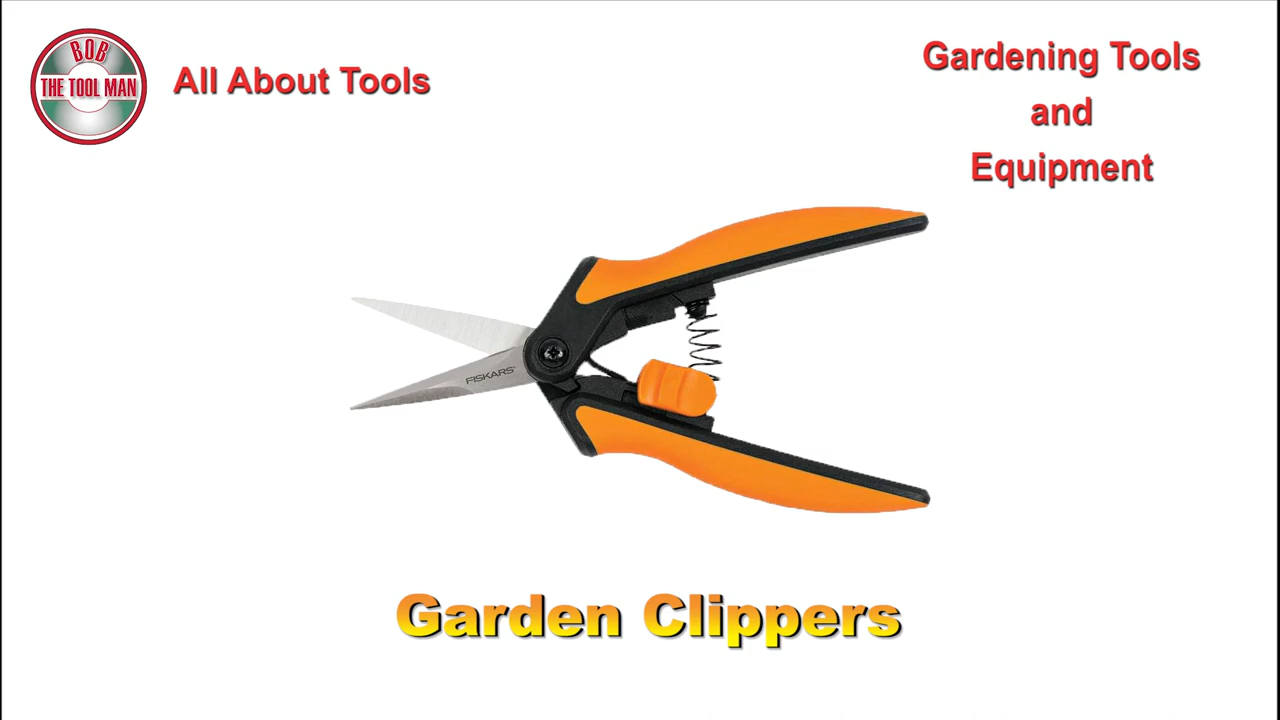 BOB
THE TOOL MAN
All About Tools
Gardening Tools
and
Equipment
FISKARS
Garden Clippers